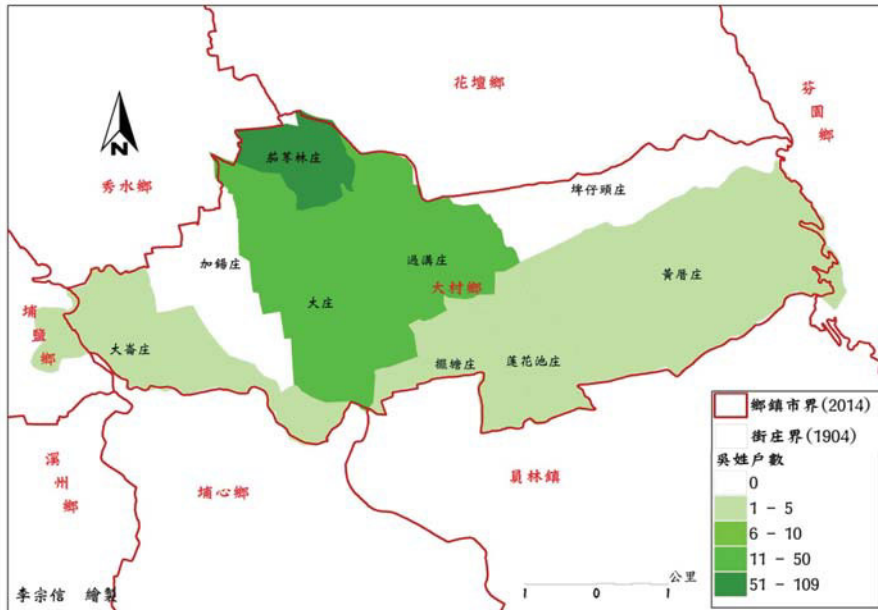 花壇鄉
芬園鄉
N
秀水鄉
茄苳林庄
埤仔頭庄
加錫庄
過溝庄
黃厝庄
大村鄉
大庄
埔鹽鄉
大崙庄
擺塘庄
蓮花池庄
溪湖鄉
埔心鄉
員林鎮
鄉鎮市界(2014)
街庄界(1904)
吳姓戶數
0
1 - 5
6 - 10
11 - 50
51 - 109
公里
1 0 1
李宗信 繪製